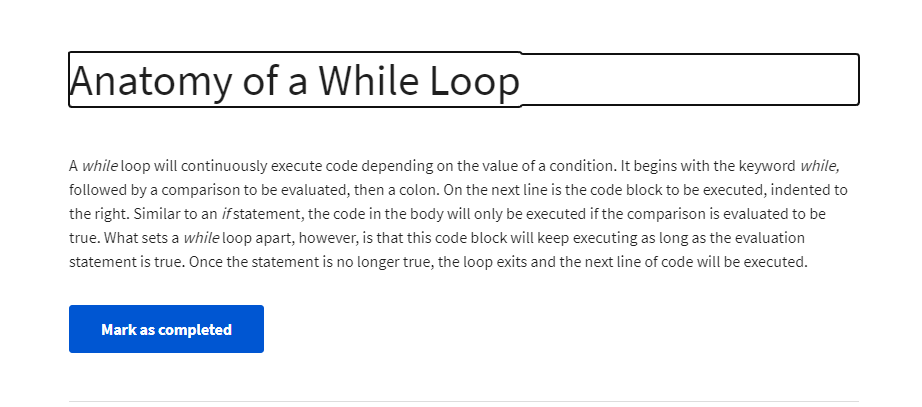 Anatomy of a While Loop
A while loop will continuously execute code depending on the value of a condition. It begins with the keyword while,
followed by a comparison to be evaluated, then a colon. On the next line is the code block to be executed, indented to
the right. Similar to an if statement, the code in the body will only be executed if the comparison is evaluated to be
true. What sets a while loop apart, however, is that this code block will keep executing as long as the evaluation
statement is true. Once the statement is no longer true, the loop exits and the next line of code will be executed.
Mark as completed